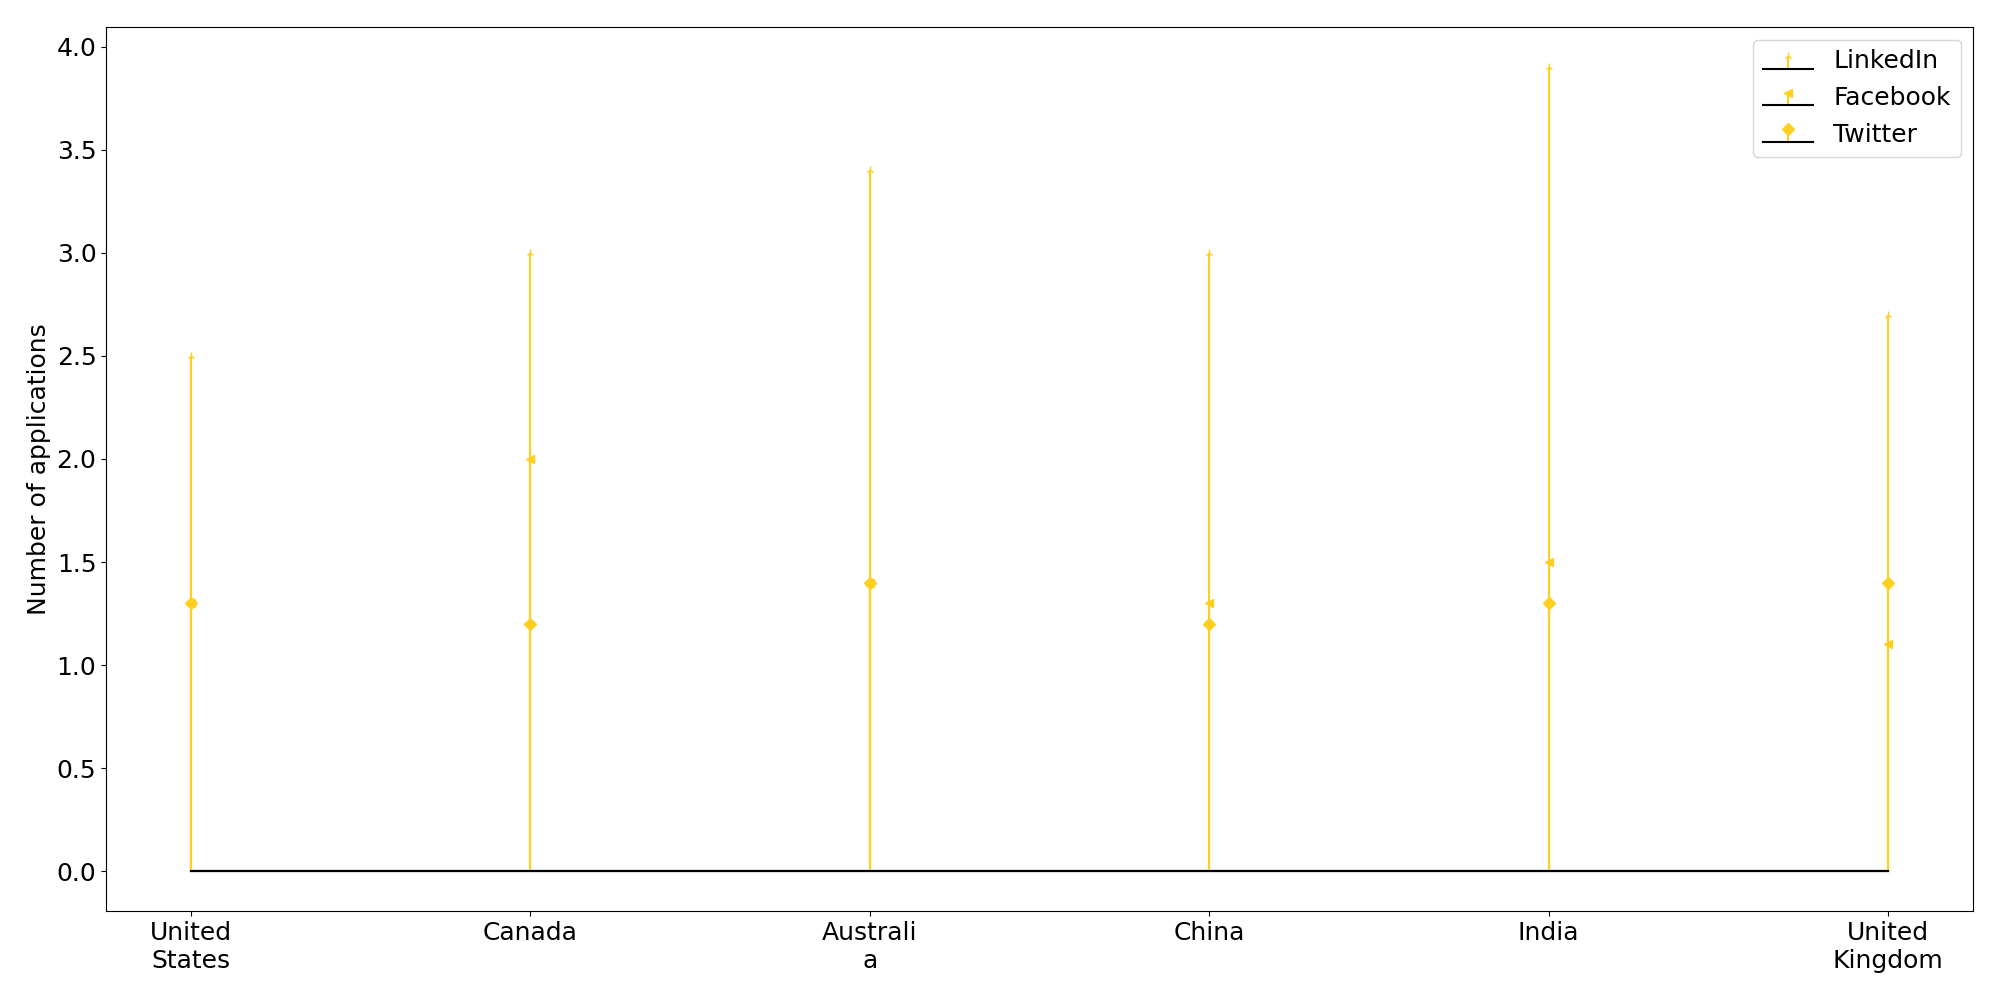 4.0
3.5
3.0
2.5
2.0
1.5
1.0
0.5
0.0
Number of applications
LinkedIn
Facebook
Twitter
United
States
Canada
Australi
a
China
India
United
Kingdom